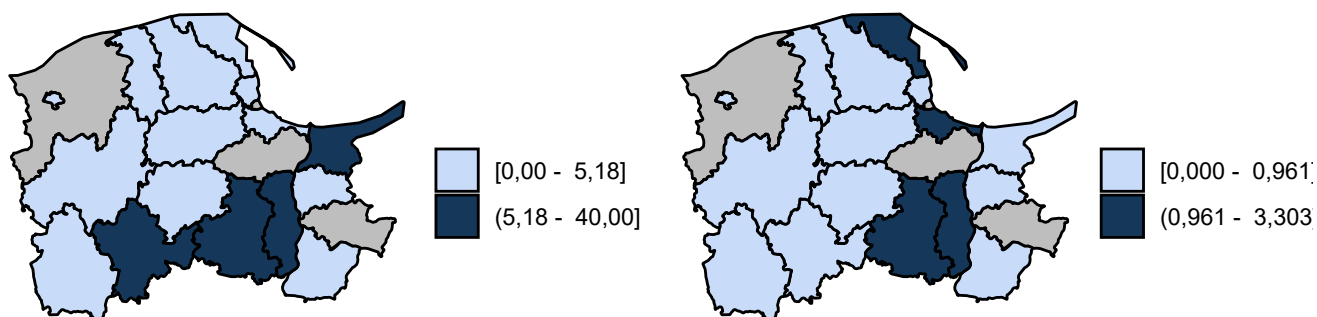 [0,00 - 5,18]
(5,18 - 40,00]
[0,000 - 0,961]
(0,961 - 3,303]